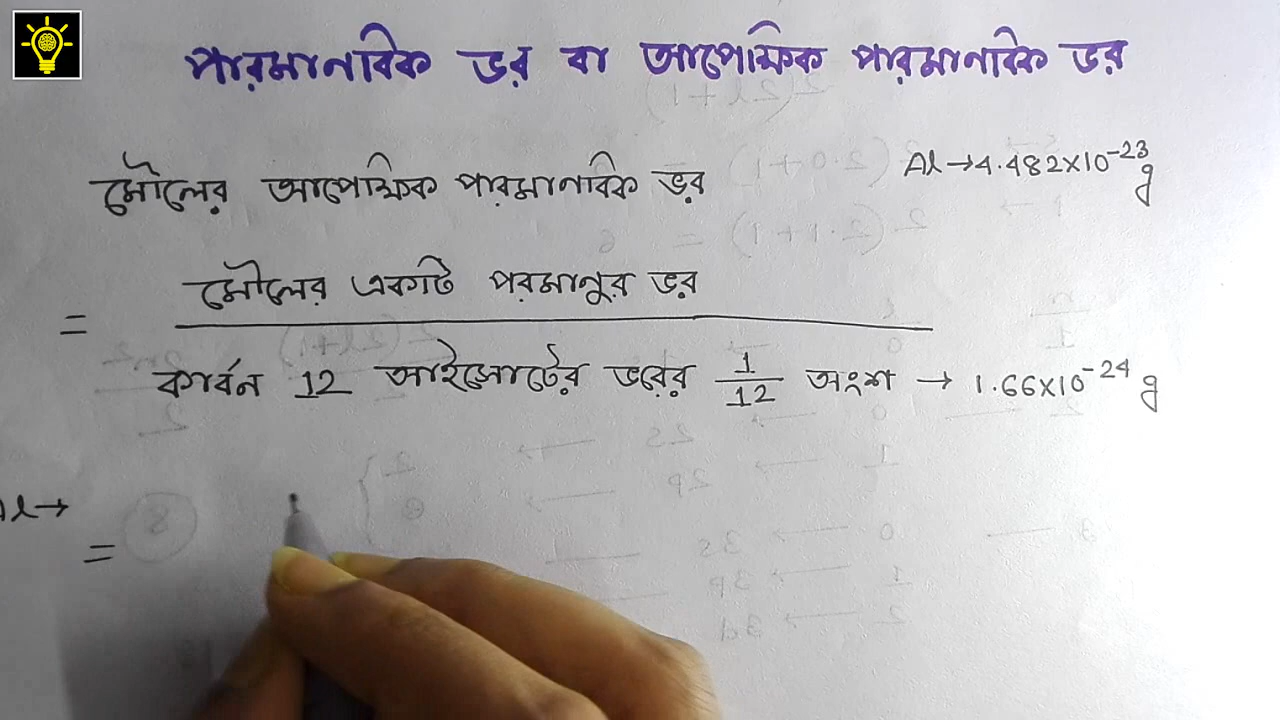 পারমানবিক ভর বা আপেক্ষিক পারমানবিক ভর
মৌলের আপেক্ষিক পারমানবিক ভর
Al → 4.482×10⁻²³ g
মৌলের একটি পরমানুর ভর
=
কার্বন 12 আইসোটের ভরের 1/12 অংশ → 1.66×10⁻²⁴ g
Al →
=